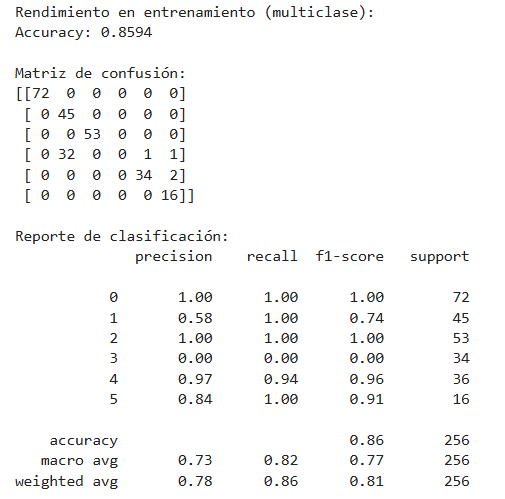 Rendimiento en entrenamiento (multiclase):
Accuracy: 0.8594
Matriz de confusión:
[[72  0  0  0  0  0]
 [ 0 45  0  0  0  0]
 [ 0  0 53  0  0  0]
 [ 0 32  0  0  1  1]
 [ 0  0  0  0 34  2]
 [ 0  0  0  0  0 16]]
Reporte de clasificación:
              precision    recall  f1-score   support
           0       1.00      1.00      1.00        72
           1       0.58      1.00      0.74        45
           2       1.00      1.00      1.00        53
           3       0.00      0.00      0.00        34
           4       0.97      0.94      0.96        36
           5       0.84      1.00      0.91        16
    accuracy                           0.86       256
   macro avg       0.73      0.82      0.77       256
weighted avg       0.78      0.86      0.81       256